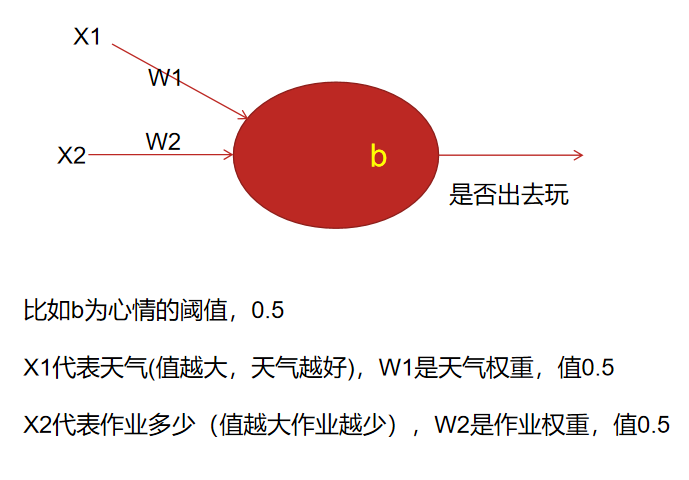 X1
W1
X2
W2
b
是否出去玩
比如b为心情的阈值，0.5
X1代表天气(值越大，天气越好)，W1是天气权重，值0.5
X2代表作业多少（值越大作业越少），W2是作业权重，值0.5